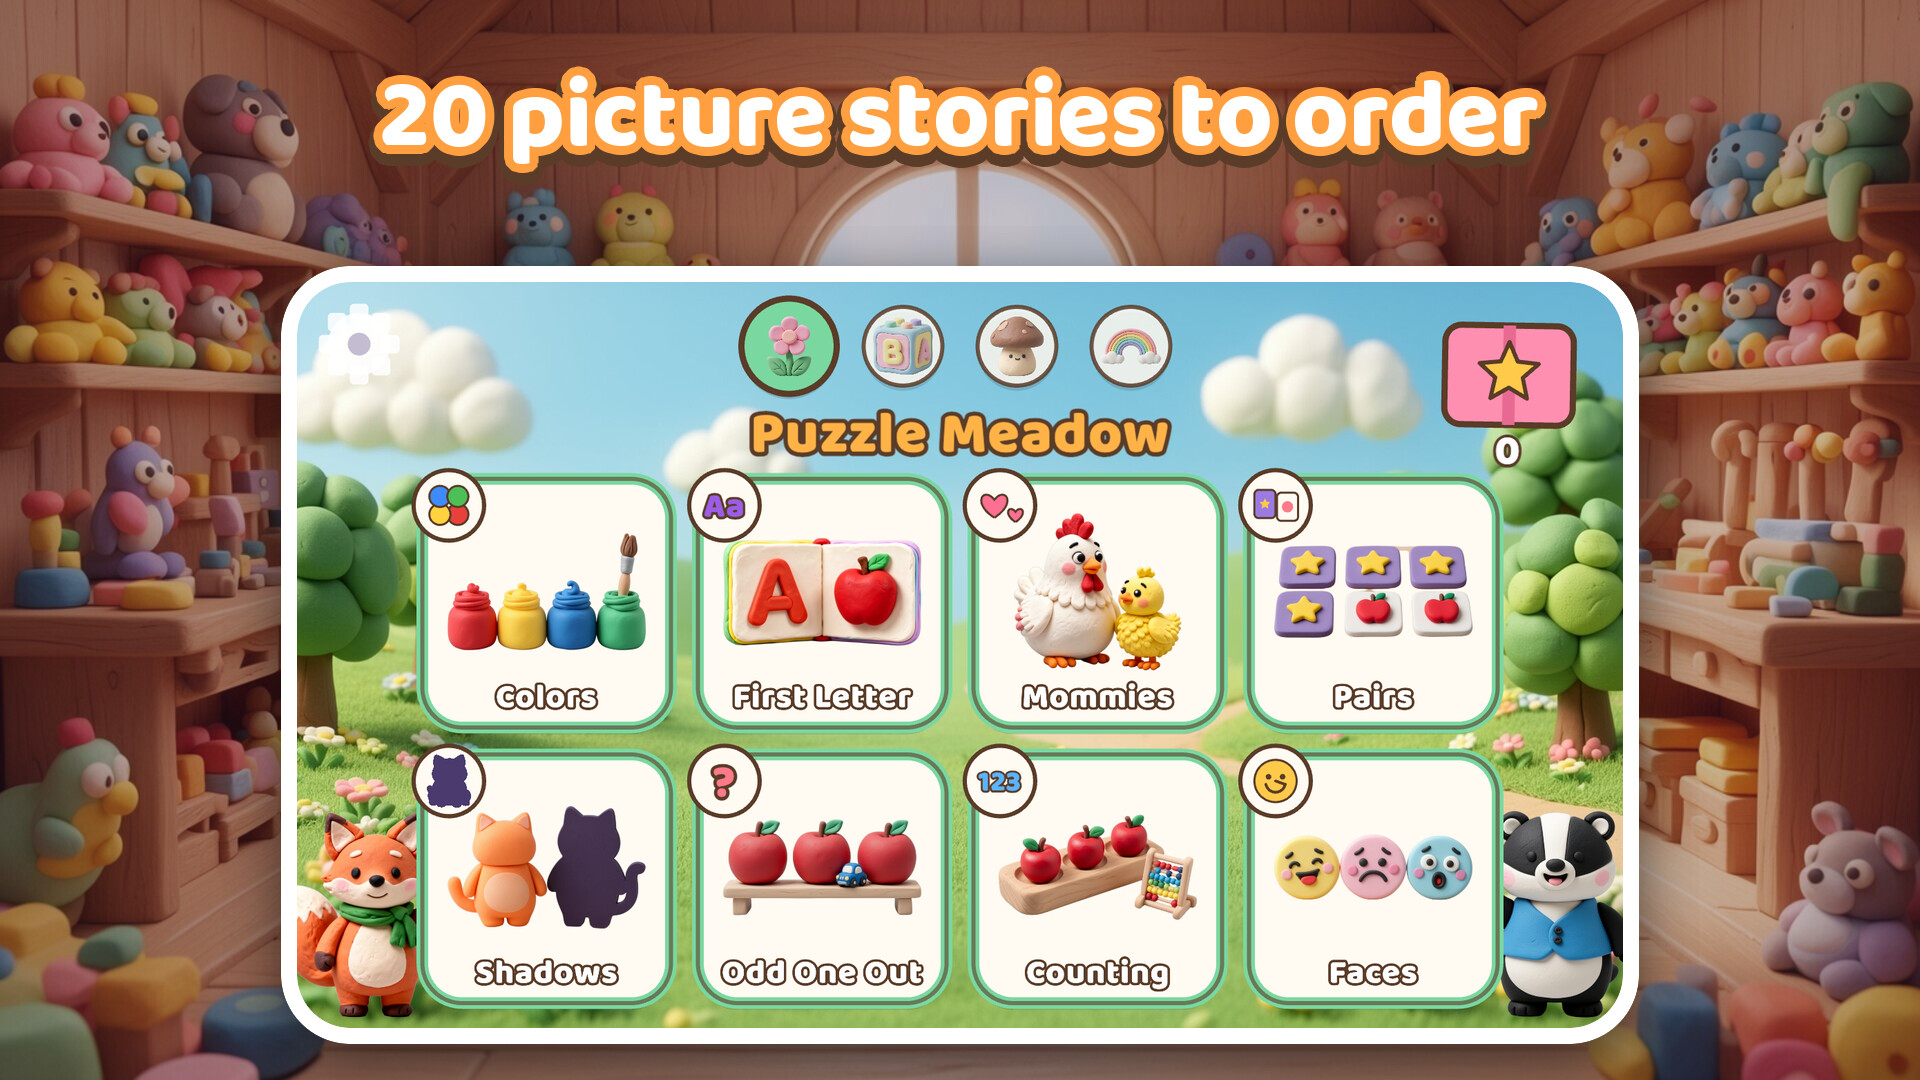 20 picture stories to order
B A
Puzzle Meadow
0
Aa
A
Colors
First Letter
Mommies
Pairs
?
123
Shadows
Odd One Out
Counting
Faces